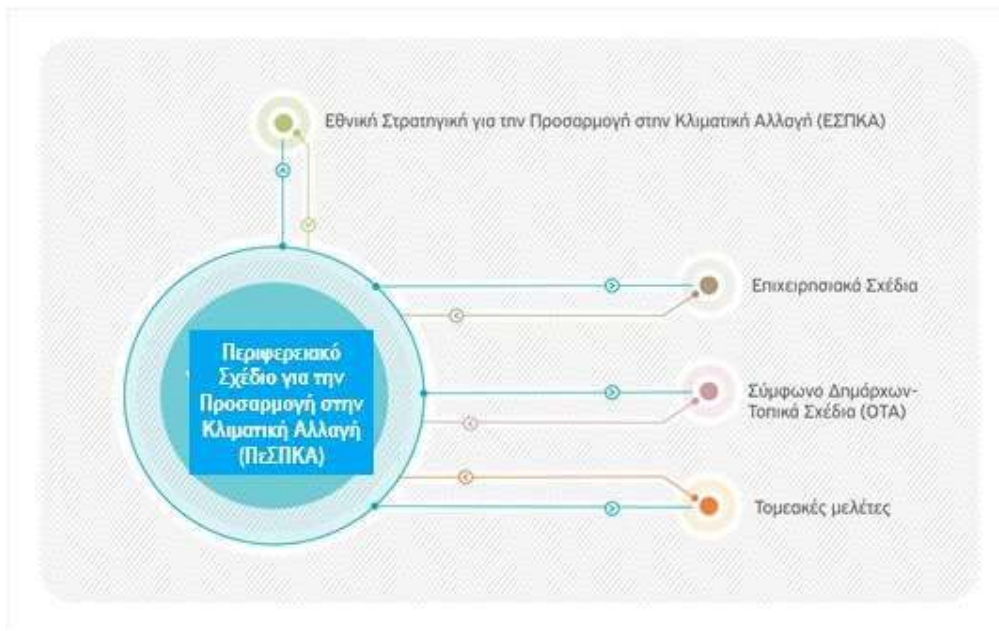 Εθνική Στρατηγική για την Προσαρμογή στην Κλιματική Αλλαγή (ΕΣΠΚΑ)
Επιχειρησιακά Σχέδια
Περιφερειακό
Σχέδιο για την
Προσαρμογή στην
Κλιματική Αλλαγή
(ΠεΣΠΚΑ)
Σύμφωνο Δημάρχων-
Τοπικά Σχέδια (ΟΤΑ)
Τομεακές μελέτες